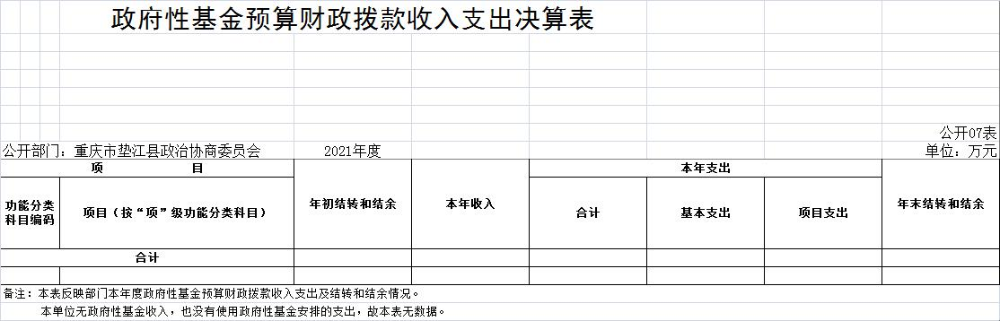 政府性基金预算财政拨款收入支出决算表
公开07表
公开部门：重庆市垫江县政治协商委员会 2021年度 单位：万元
项 目 年初结转和结余 本年收入 本年支出 年末结转和结余
功能分类科目编码 项目（按“项”级功能分类科目） 合计 基本支出 项目支出
合计
备注：本表反映部门本年度政府性基金预算财政拨款收入支出及结转和结余情况。
本单位无政府性基金收入，也没有使用政府性基金安排的支出，故本表无数据。